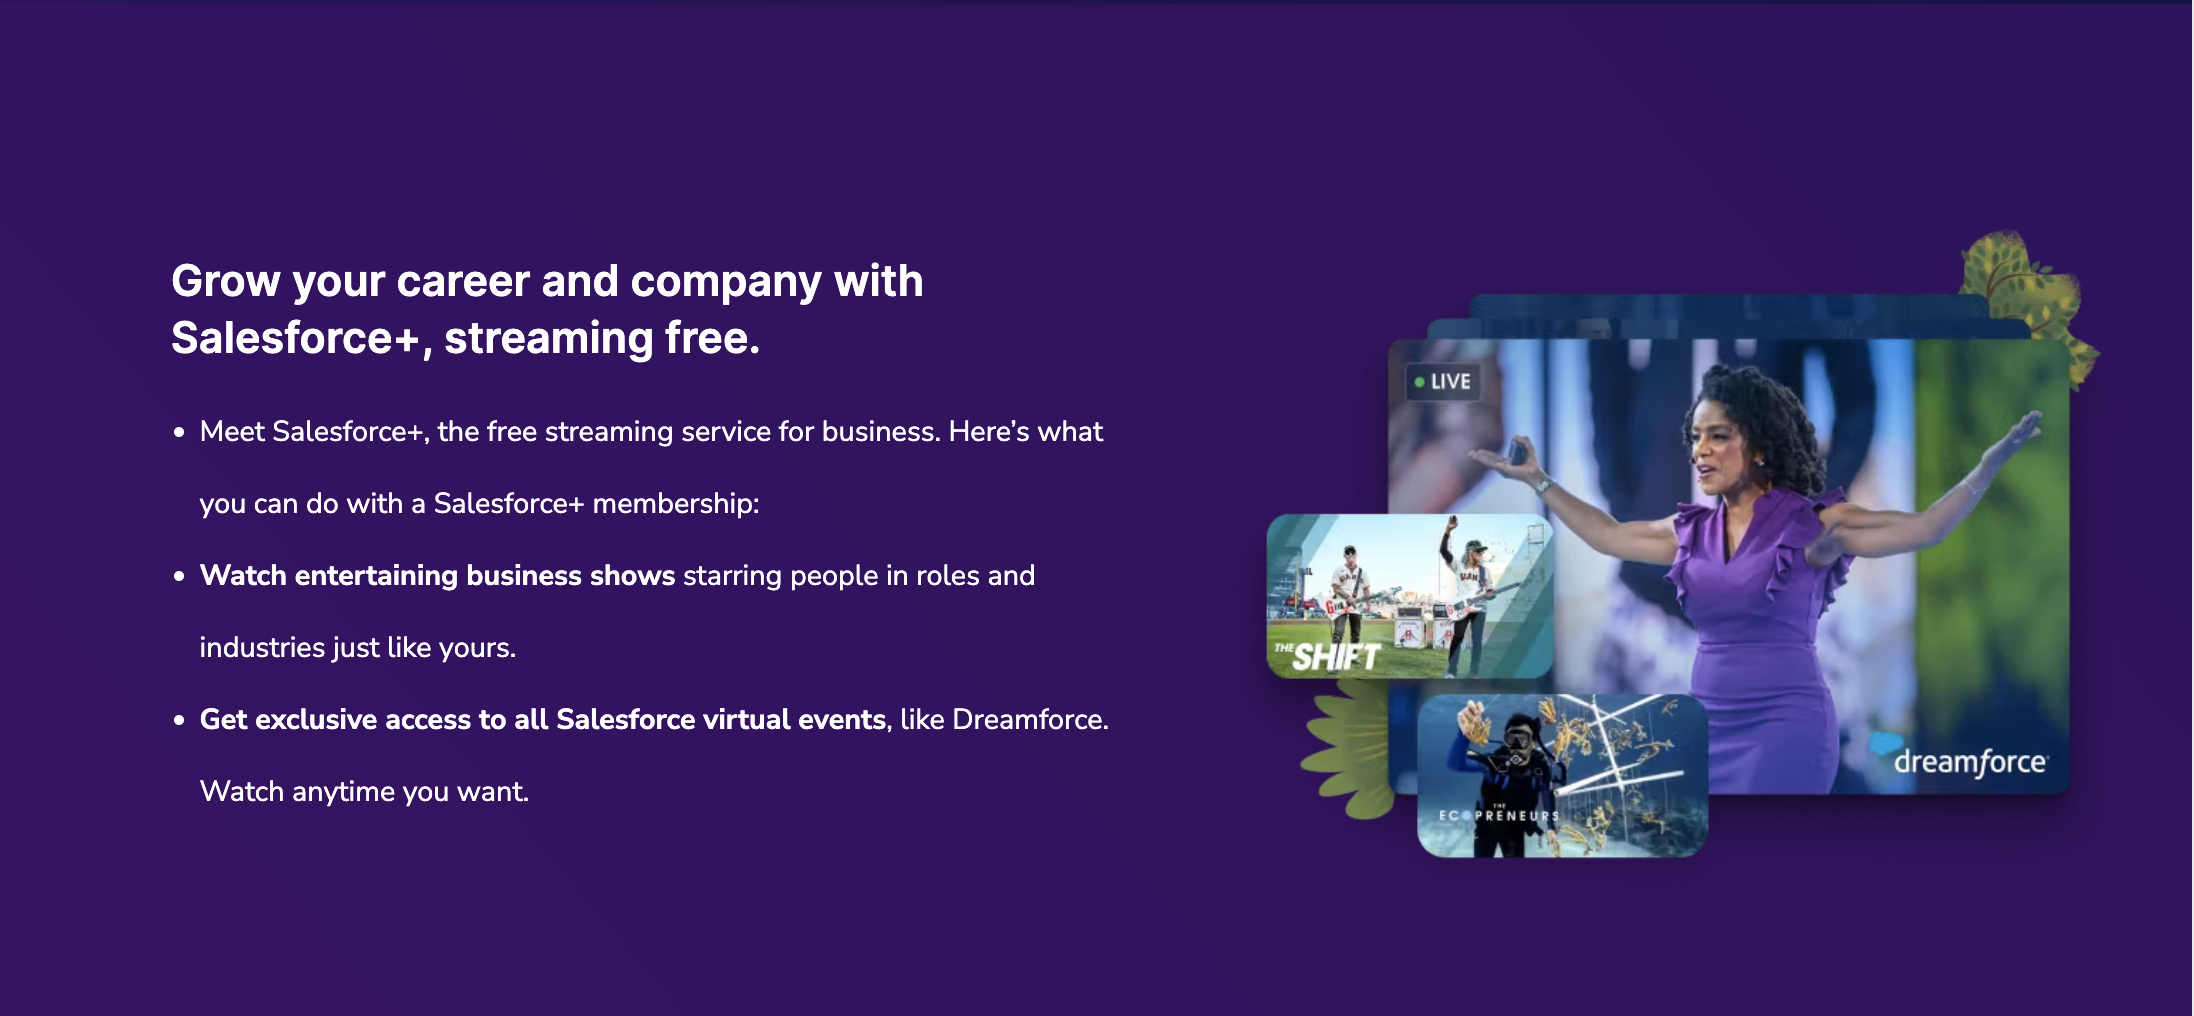 Grow your career and company with
Salesforce+, streaming free.
• Meet Salesforce+, the free streaming service for business. Here’s what
you can do with a Salesforce+ membership:
• Watch entertaining business shows starring people in roles and
industries just like yours.
• Get exclusive access to all Salesforce virtual events, like Dreamforce.
Watch anytime you want.
LIVE
THE SHIFT
THE
ECOPRENEURS
dreamforce